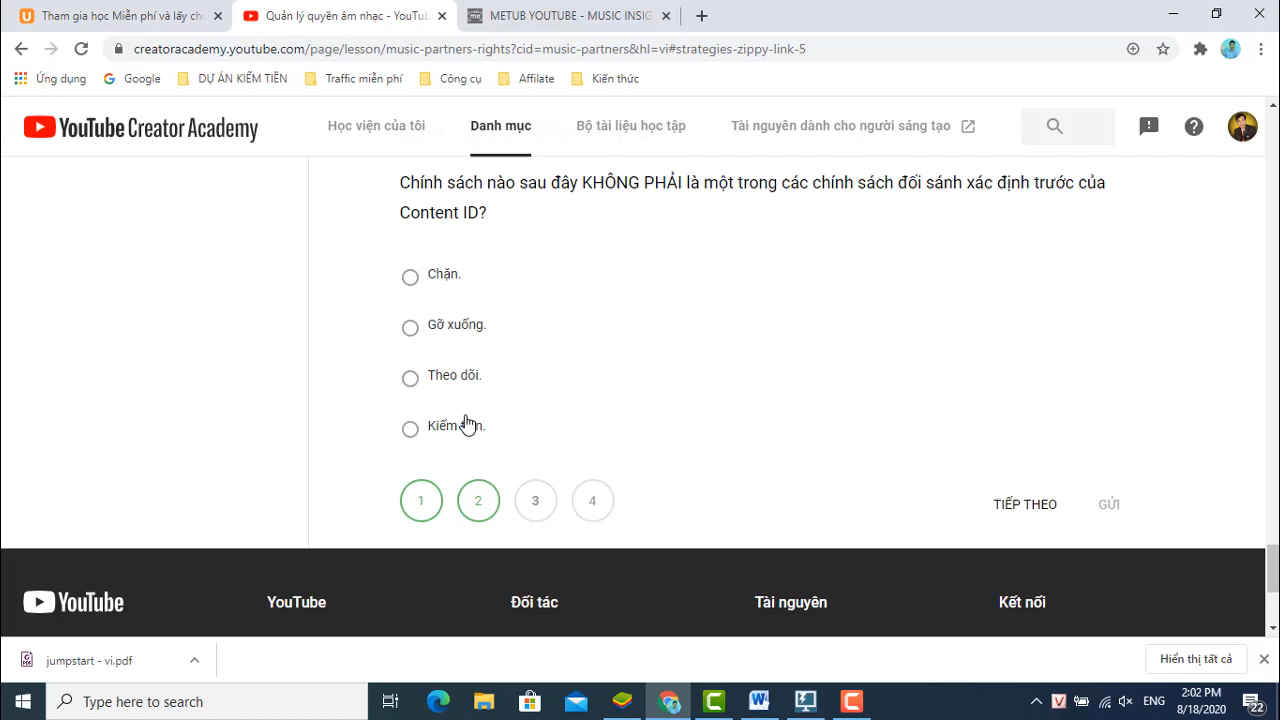 Tham gia học Miễn phí và lấy ch
Quản lý quyền âm nhạc - YouTub
METUB YOUTUBE - MUSIC INSIG
creatoracademy.youtube.com/page/lesson/music-partners-rights?cid=music-partners&hl=vi#strategies-zippy-link-5
Ứng dụng
Google
DỰ ÁN KIẾM TIỀN
Traffic miễn phí
Công cụ
Affilate
Kiến thức
YouTube Creator Academy
Học viện của tôi
Danh mục
Bộ tài liệu học tập
Tài nguyên dành cho người sáng tạo
Chính sách nào sau đây KHÔNG PHẢI là một trong các chính sách đối sánh xác định trước của
Content ID?
Chặn.
Gỡ xuống.
Theo dõi.
Kiếm
1 2 3 4
TIẾP THEO
GỬI
YouTube
YouTube
Đối tác
Tài nguyên
Kết nối
jumpstart - vi.pdf
Hiển thị tất cả
Type here to search
ENG
2:02 PM
8/18/2020
22